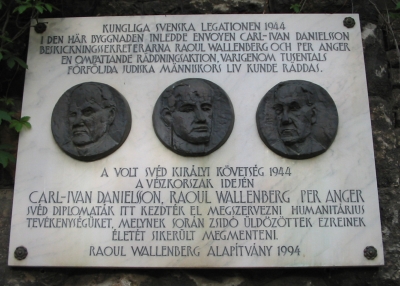 KUNGLIGA SVENSKA LEGATIONEN 1944
I DEN HÄR BYGGNADEN INLEDDE ENVOYEN CARL-IVAN DANIELSSON
BESKICKNINGSSEKRETERARNA RAOUL WALLENBERG OCH PER ANGER
EN OMFATTANDE RÄDDNINGSAKTION, VARIGENOM TUSENTALS
FÖRFÖLJDA JUDISKA MÄNNISKORS LIV KUNDE RÄDDAS.
A VOLT SVÉD KIRÁLYI KÖVETSÉG 1944
A VÉSZKORSZAK IDEJÉN
CARL-IVAN DANIELSSON, RAOUL WALLENBERG PER ANGER
SVÉD DIPLOMATÁK ITT KEZDTÉK EL MEGSZERVEZNI HUMANITÁRIUS
TEVÉKENYSÉGÜKET, MELYNEK SORÁN ZSIDÓ ÜLDÖZÖTTEK EZREINEK
ÉLETÉT SIKERÜLT MEGMENTENI.
RAOUL WALLENBERG ALAPÍTVÁNY 1994